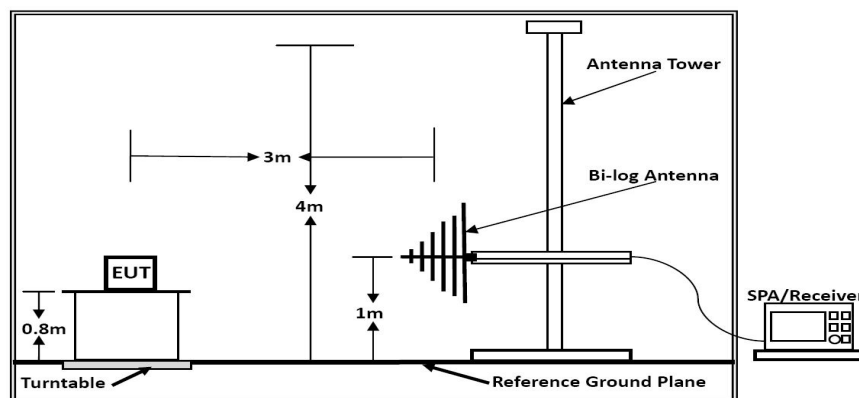 Antenna Tower
3m
Bi-log Antenna
4m
EUT
SPA/Receiver
0.8m
1m
Turntable
Reference Ground Plane